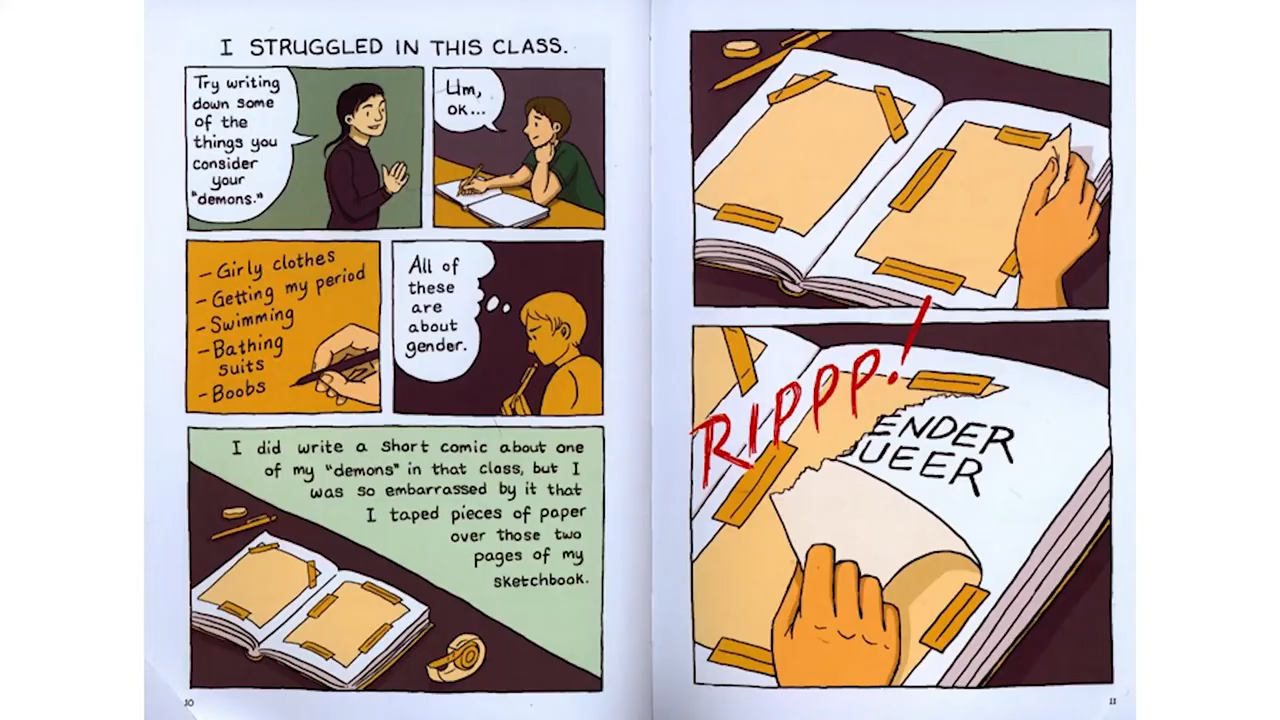 I STRUGGLED IN THIS CLASS.
Try writing
down some
of the
things you
consider
your
"demons."
Um,
ok...
- Girly clothes
- Getting my period
- Swimming
- Bathing
suits
- Boobs
All of
these
are
about
gender.
I did write a short comic about one
of my "demons" in that class, but I
was so embarrassed by it that
I taped pieces of paper
over those two
pages of my
sketchbook.
10
RIPPP!
ENDER
UEER
11